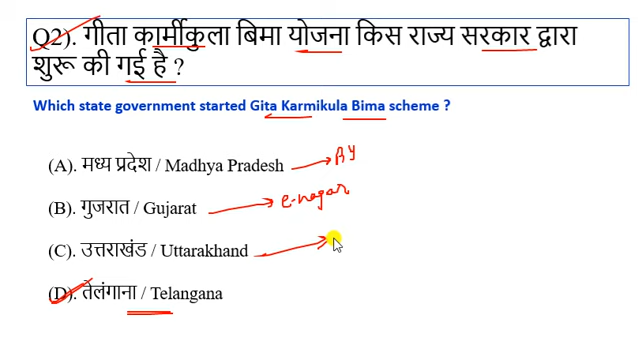 Q2). गीता कार्मीकुला बिमा योजना किस राज्य सरकार द्वारा
शुरू की गई है ?
Which state government started Gita Karmikula Bima scheme ?
(A). मध्य प्रदेश / Madhya Pradesh
(B). गुजरात / Gujarat → e-nagar
(C). उत्तराखंड / Uttarakhand
(D). तेलंगाना / Telangana